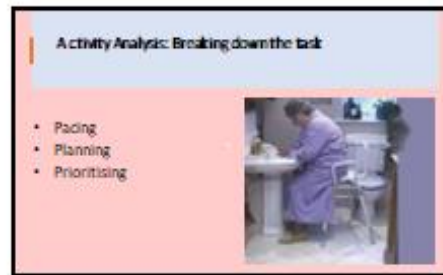 Activity Analysis: Breaking down the task
• Pacing
• Planning
• Prioritising